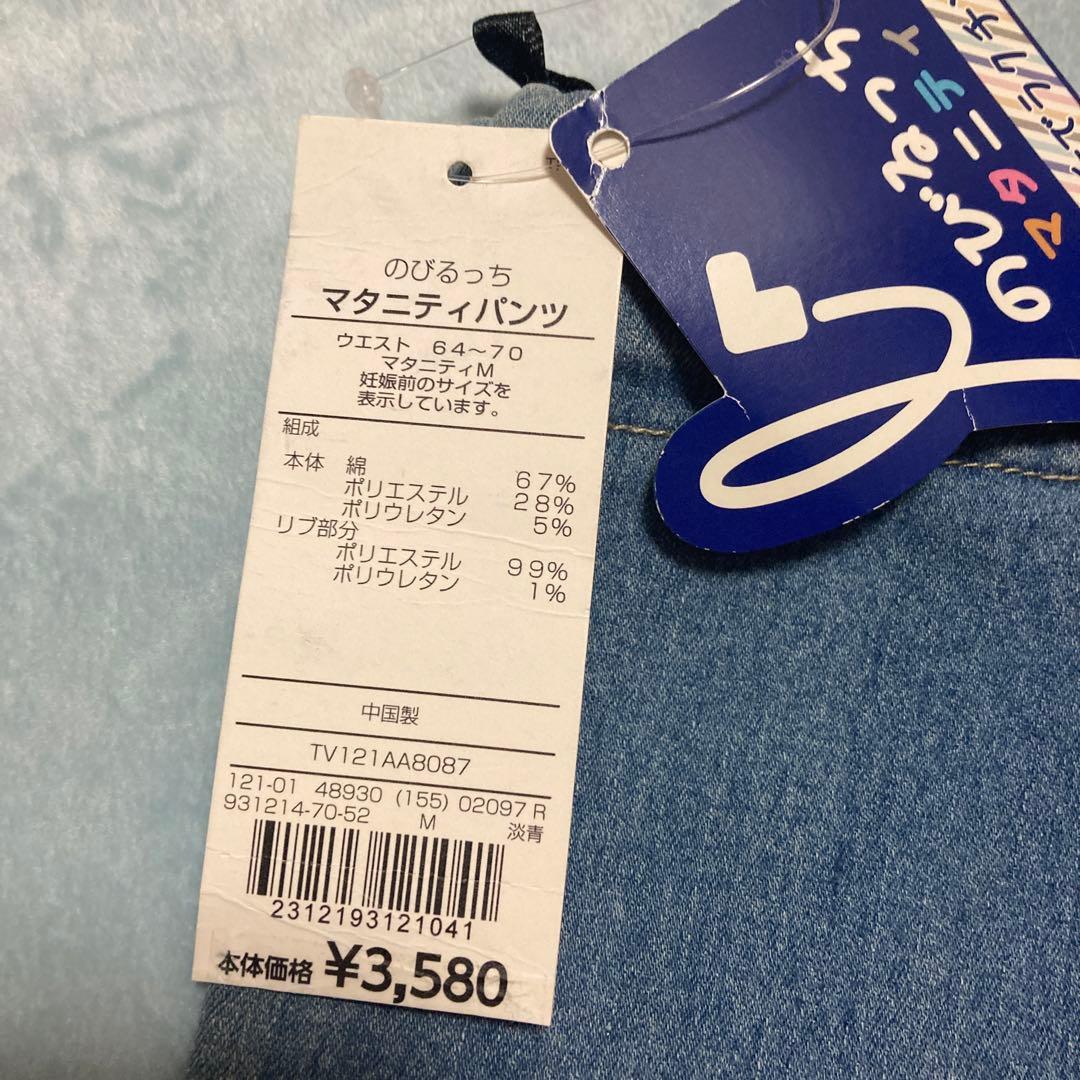 のびるっち
マタニティパンツ
ウエスト 64〜70
マタニティM
妊娠前のサイズを
表示しています。
組成
本体 綿 67%
ポリエステル 28%
ポリウレタン 5%
リブ部分
ポリエステル 99%
ポリウレタン 1%
中国製
TV121AA8087
121-01 48930 (155) 02097 R
931214-70-52 M 淡青
2312193121041
本体価格 ¥3,580
のびるっち
マタニティ